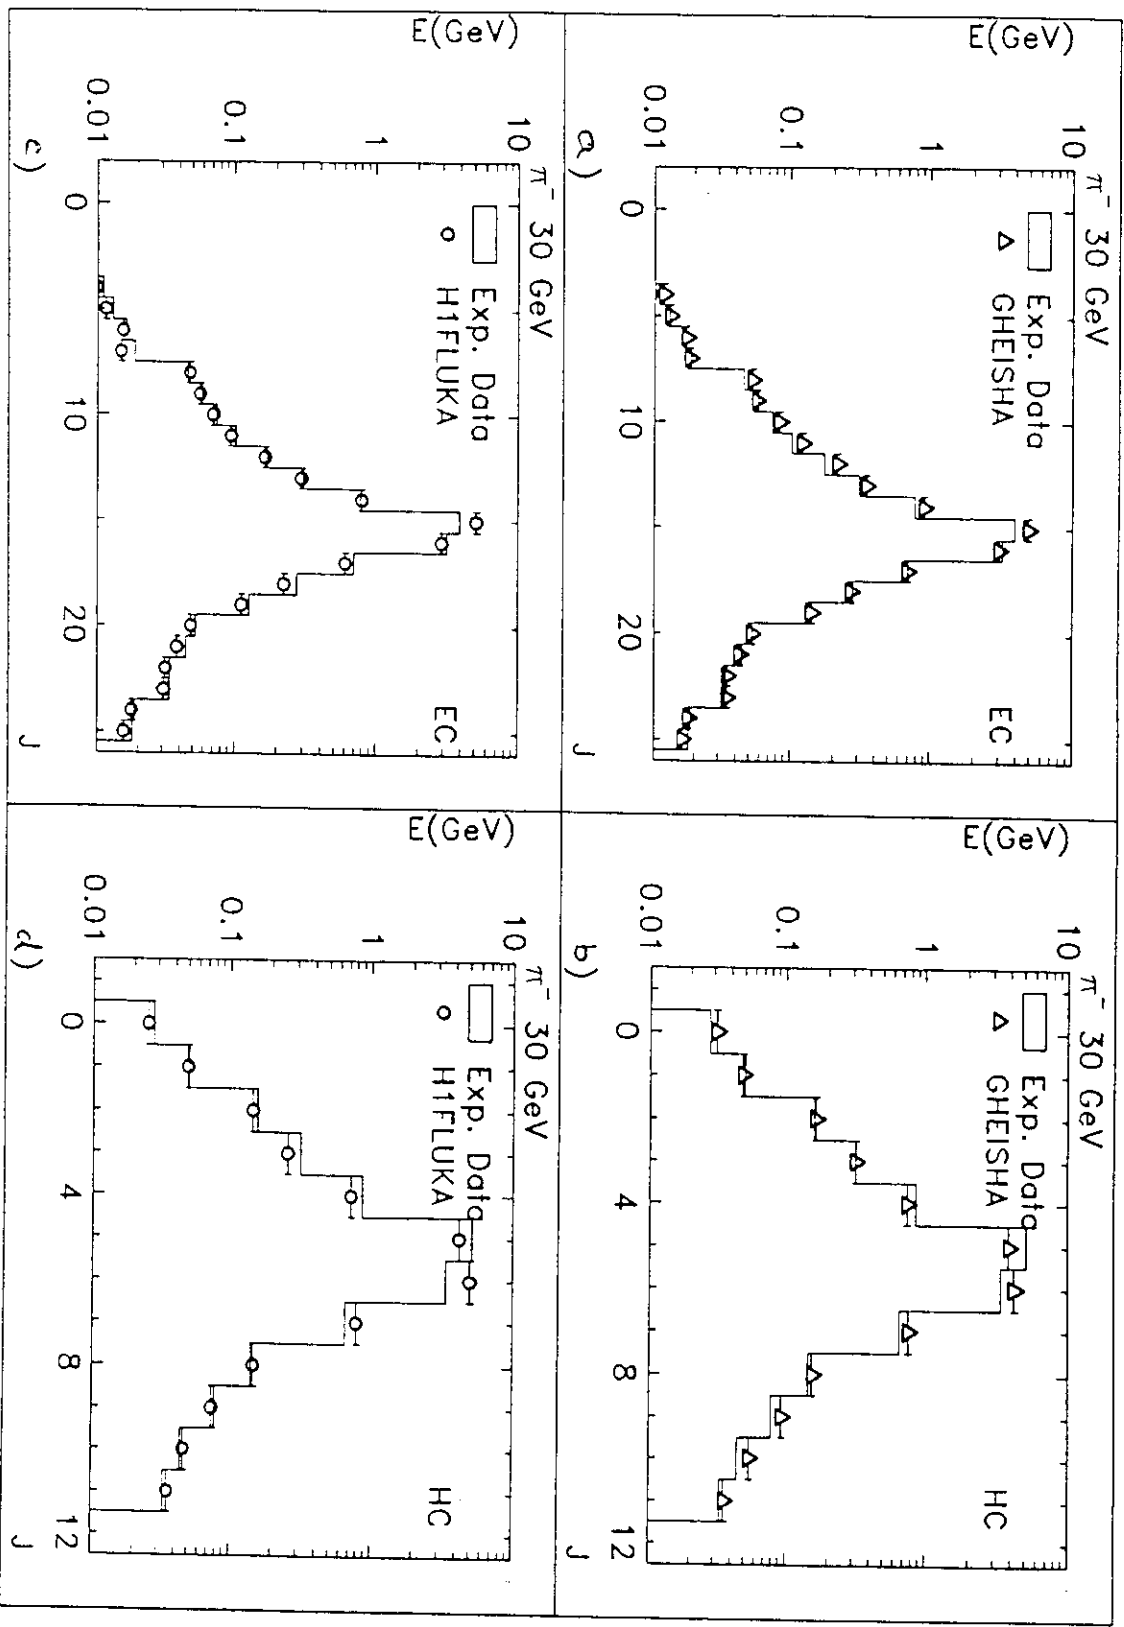 E(GeV)
10
1
0.1
0.01
π⁻ 30 GeV
Exp. Data
GHEISHA
EC
0
10
20
J
a)
E(GeV)
10
1
0.1
0.01
π⁻ 30 GeV
Exp. Data
GHEISHA
HC
0
4
8
12
J
b)
E(GeV)
10
1
0.1
0.01
π⁻ 30 GeV
Exp. Data
H1FLUKA
EC
0
10
20
J
c)
E(GeV)
10
1
0.1
0.01
π⁻ 30 GeV
Exp. Data
H1FLUKA
HC
0
4
8
12
J
d)